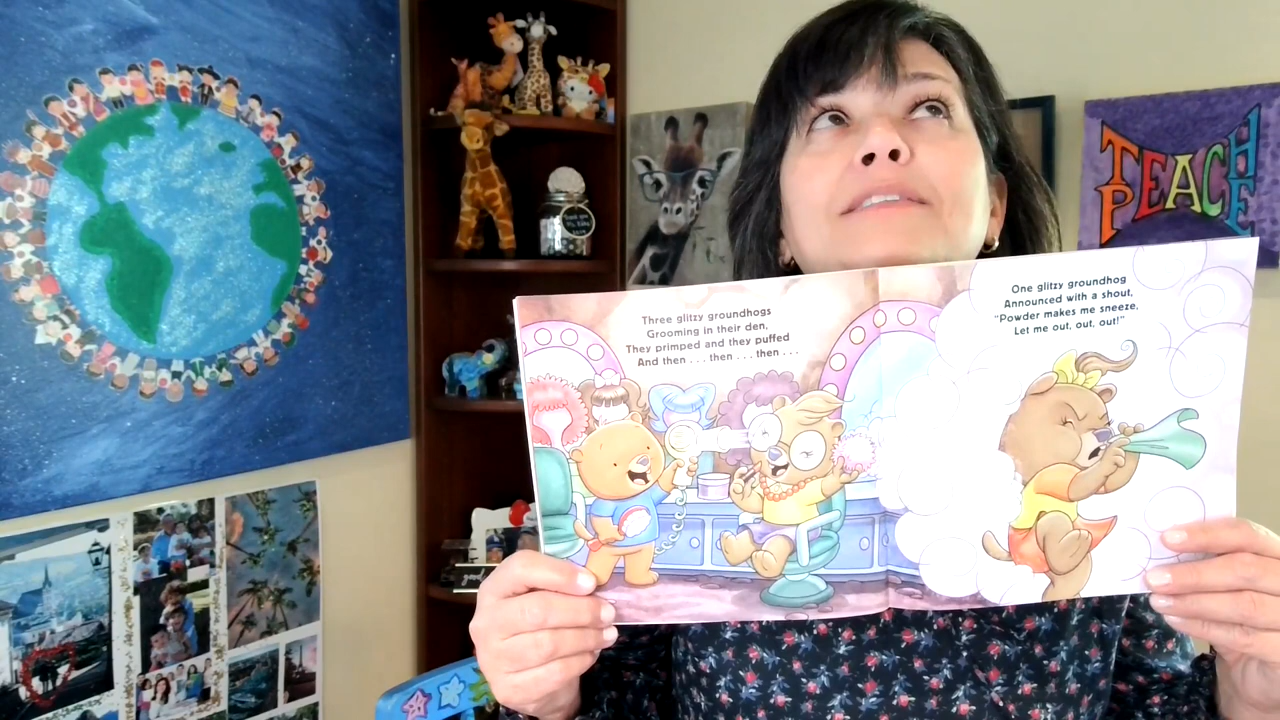 TEACH
PEACE
Three glitzy groundhogs
Grooming in their den,
They primped and they puffed
And then . . . then . . . then . . .
One glitzy groundhog
Announced with a shout,
"Powder makes me sneeze,
Let me out, out, out!"